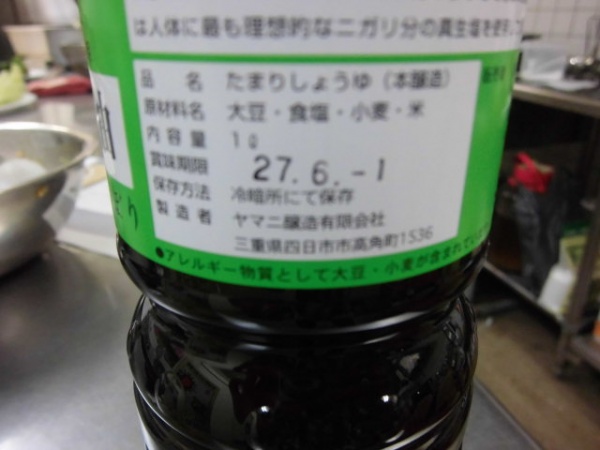 は人体に最も理想的なニガリ分の真生塩を使
品名 たまりしょうゆ（本醸造）
原材料名 大豆・食塩・小麦・米
内容量 1ℓ
賞味期限 27.6.-1
保存方法 冷暗所にて保存
製造者 ヤマニ醸造有限会社
三重県四日市市高角町1536
●アレルギー物質として大豆・小麦が含まれてい